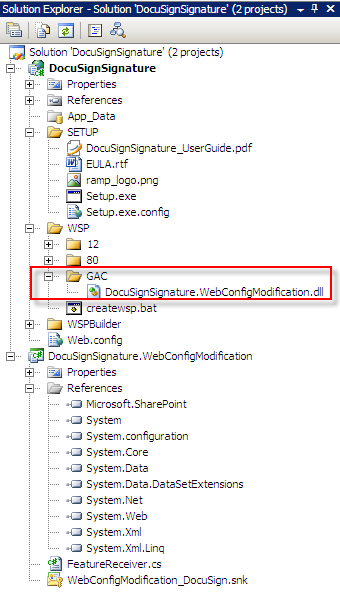 Solution Explorer - Solution 'DocuSignSignature' (2 projects)
Solution 'DocuSignSignature' (2 projects)
DocuSignSignature
Properties
References
App_Data
SETUP
DocuSignSignature_UserGuide.pdf
EULA.rtf
ramp_logo.png
Setup.exe
Setup.exe.config
WSP
12
80
GAC
DocuSignSignature.WebConfigModification.dll
createwsp.bat
WSPBuilder
Web.config
DocuSignSignature.WebConfigModification
Properties
References
Microsoft.SharePoint
System
System.configuration
System.Core
System.Data
System.Data.DataSetExtensions
System.Net
System.Web
System.Xml
System.Xml.Linq
FeatureReceiver.cs
WebConfigModification_DocuSign.snk